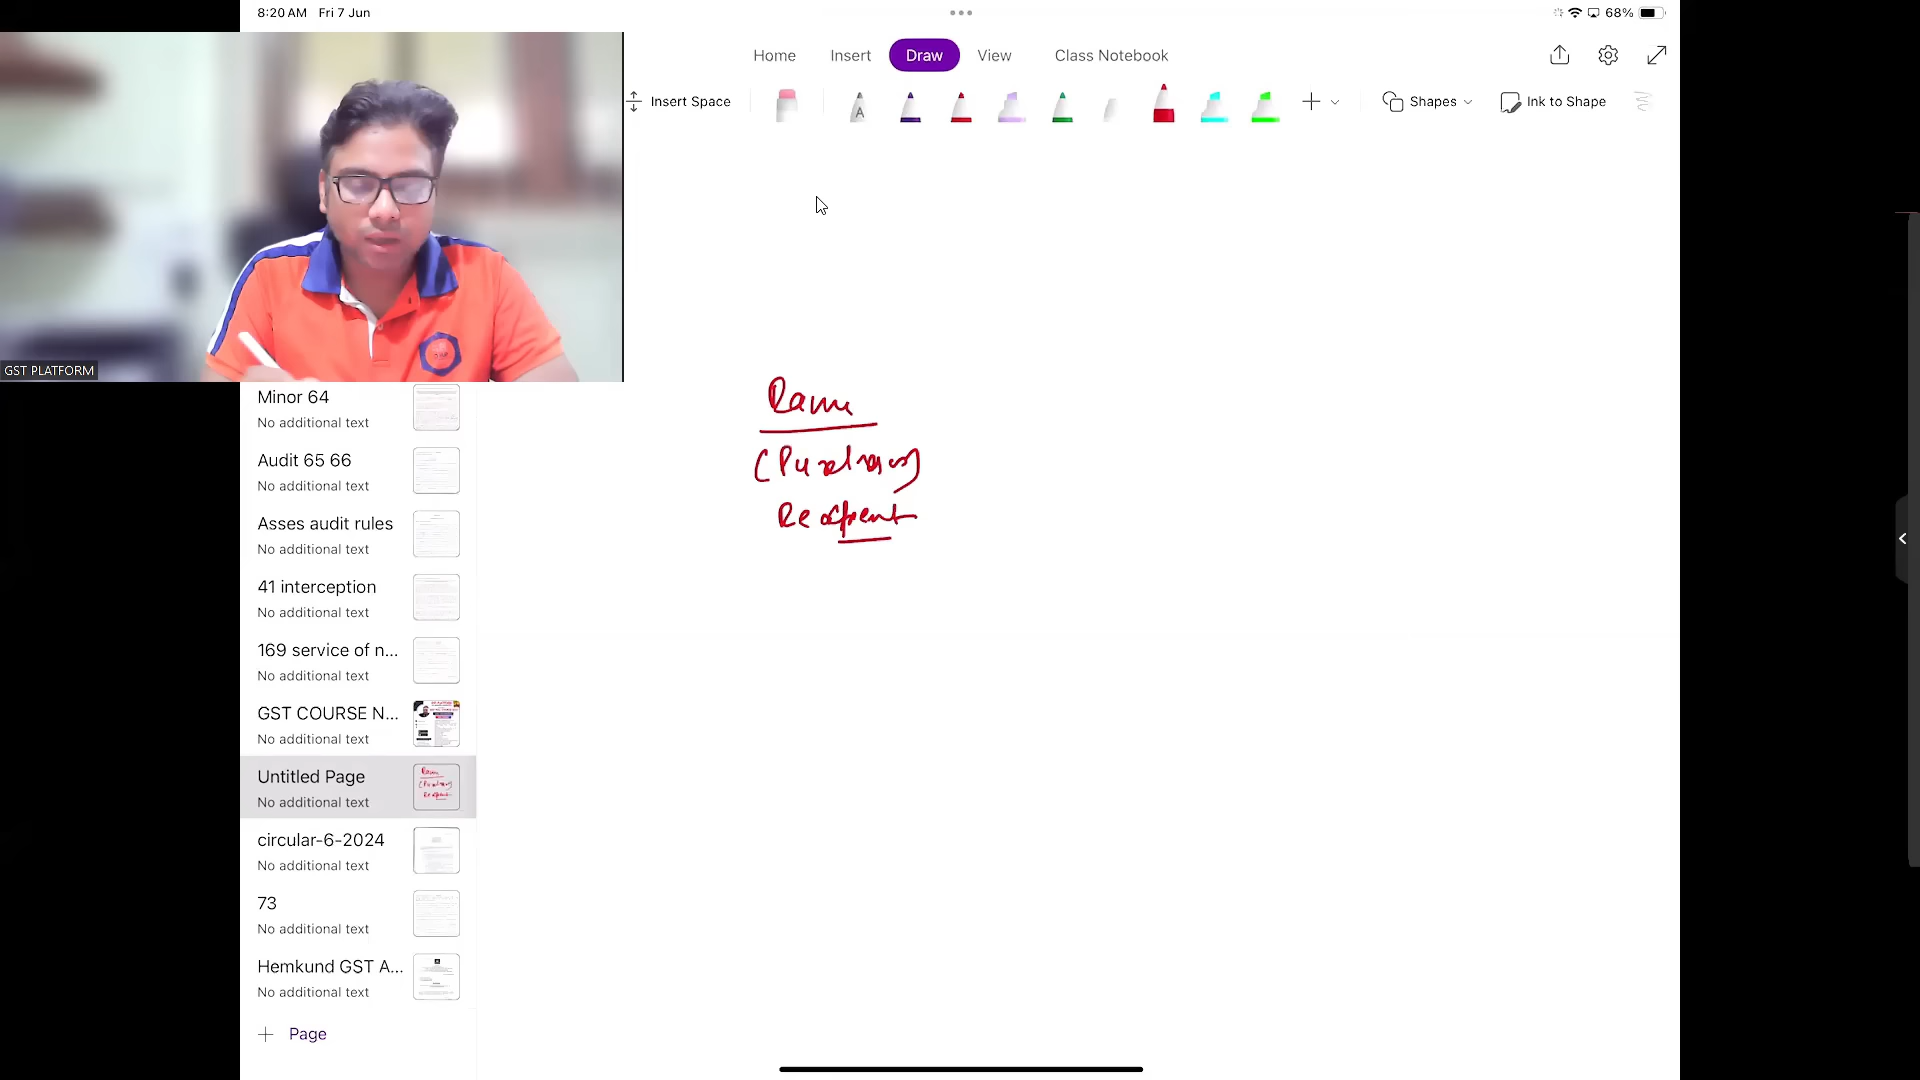 8:20 AM Fri 7 Jun
68%
Home Insert Draw View Class Notebook
Insert Space
A
Shapes
Ink to Shape
GST PLATFORM
Minor 64
No additional text
Audit 65 66
No additional text
Asses audit rules
No additional text
41 interception
No additional text
169 service of n...
No additional text
GST COURSE N...
No additional text
Untitled Page
No additional text
circular-6-2024
No additional text
73
No additional text
Hemkund GST A...
No additional text
Page